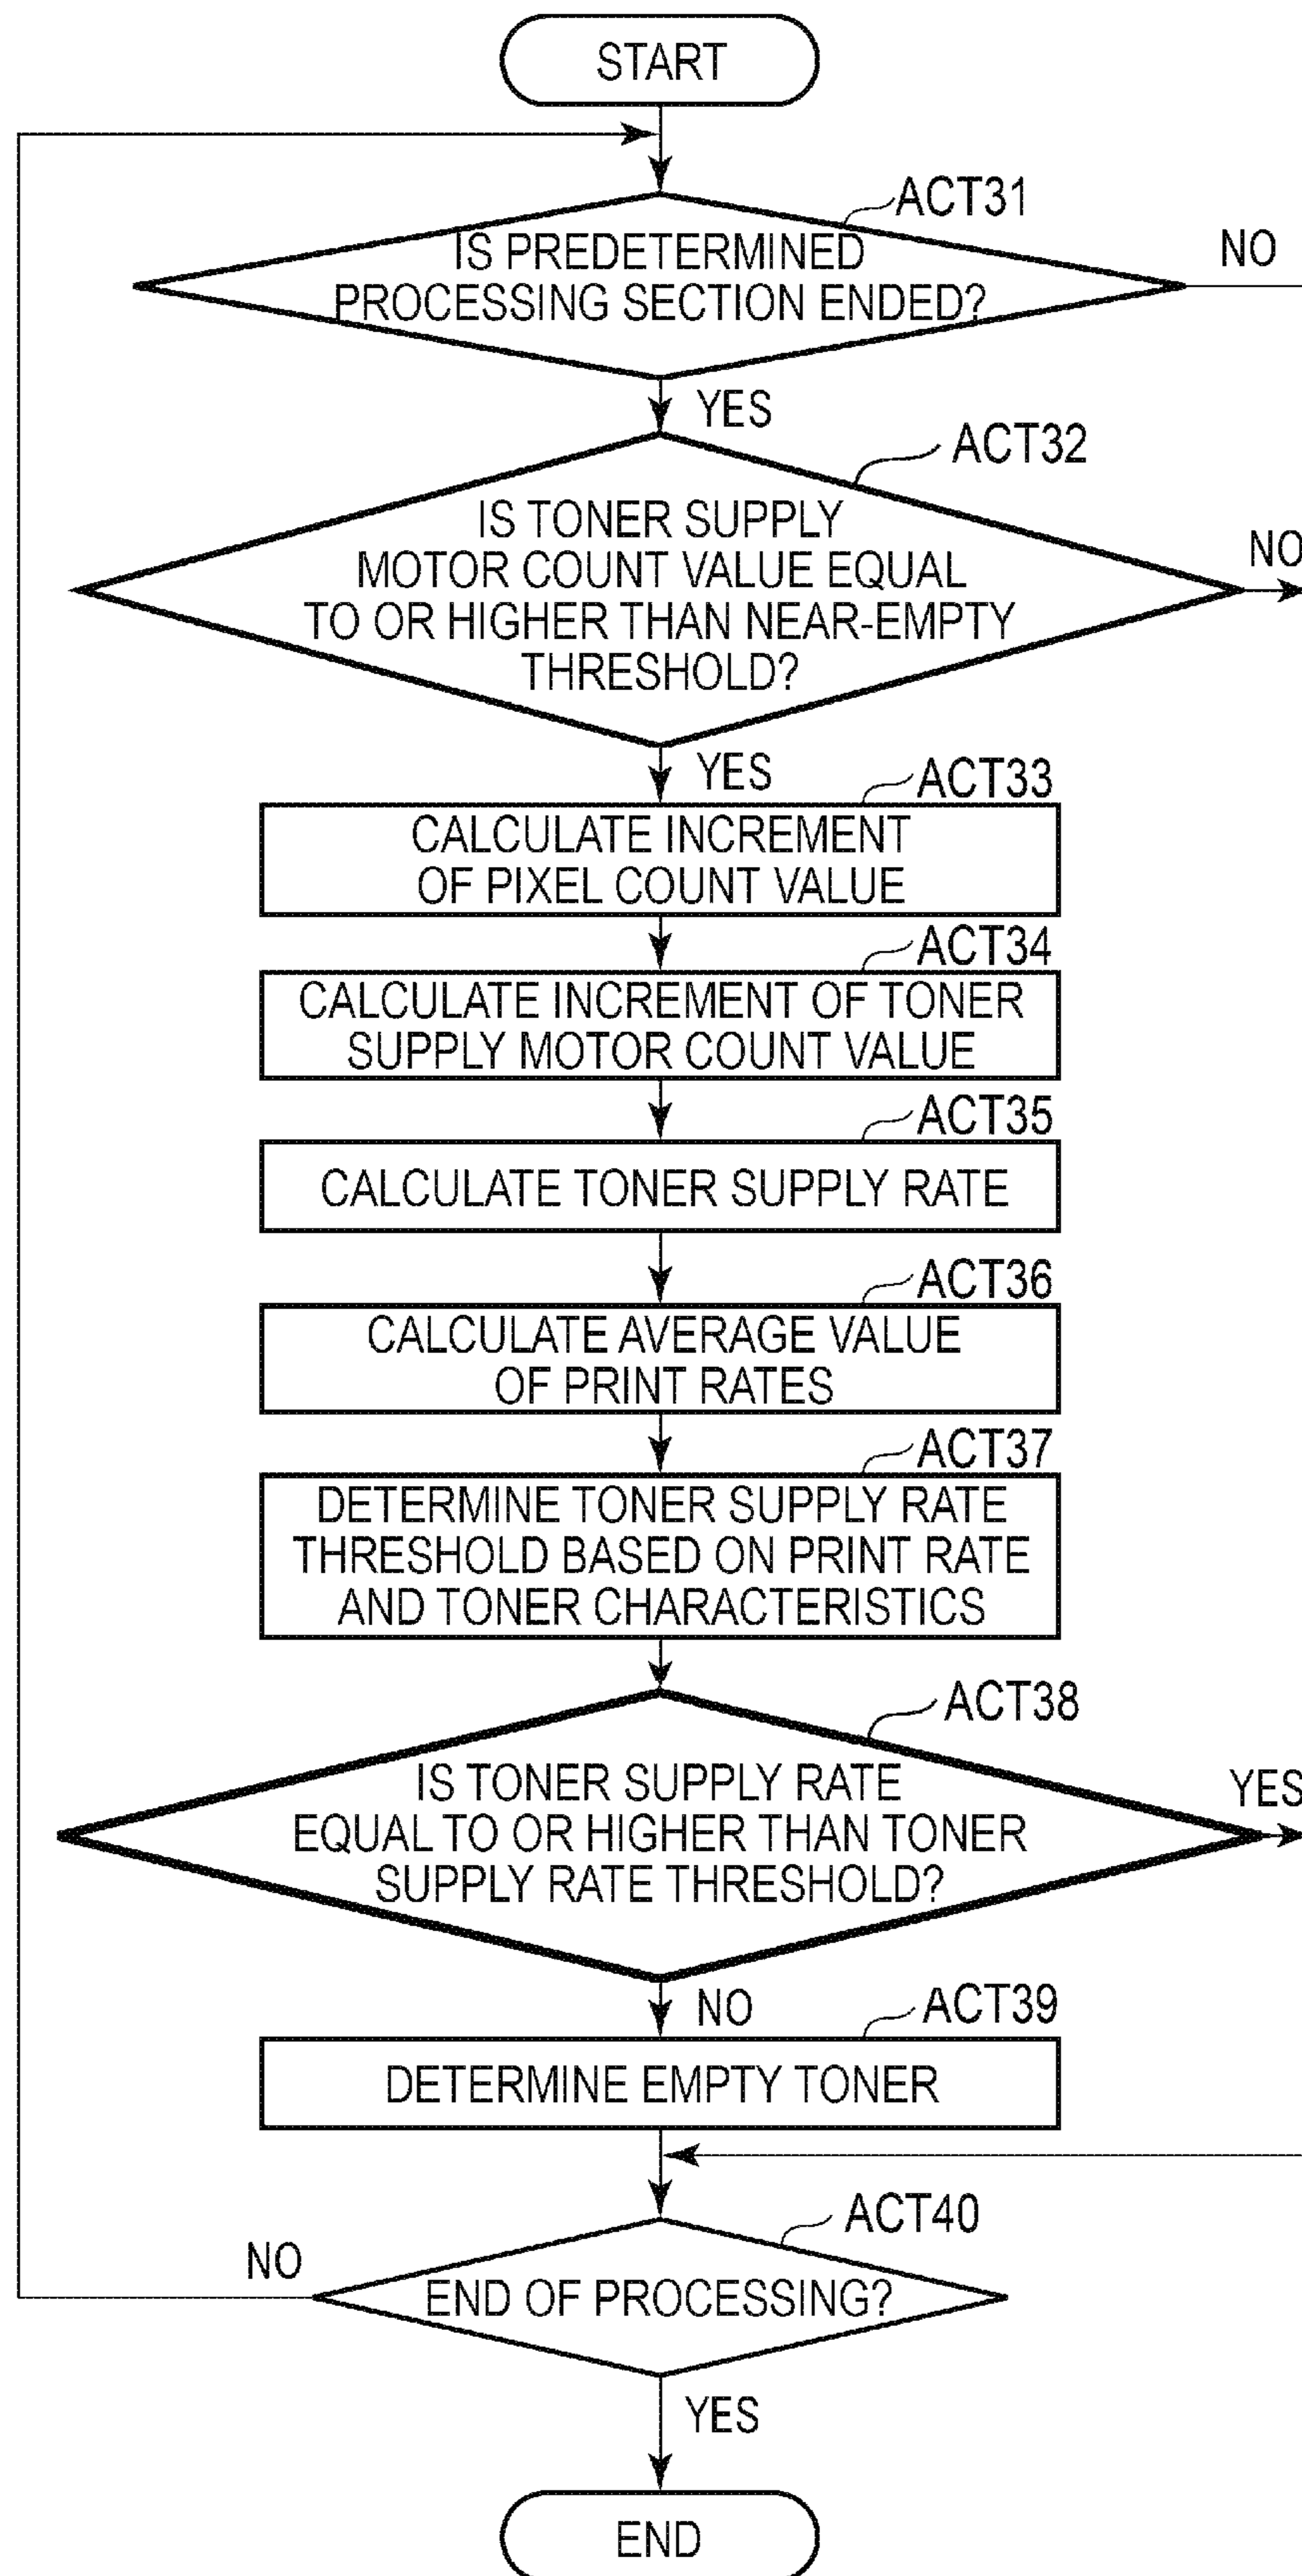 START
ACT31
IS PREDETERMINED
PROCESSING SECTION ENDED?
NO
YES
ACT32
IS TONER SUPPLY
MOTOR COUNT VALUE EQUAL
TO OR HIGHER THAN NEAR-EMPTY
THRESHOLD?
NO
YES
ACT33
CALCULATE INCREMENT
OF PIXEL COUNT VALUE
ACT34
CALCULATE INCREMENT OF TONER
SUPPLY MOTOR COUNT VALUE
ACT35
CALCULATE TONER SUPPLY RATE
ACT36
CALCULATE AVERAGE VALUE
OF PRINT RATES
ACT37
DETERMINE TONER SUPPLY RATE
THRESHOLD BASED ON PRINT RATE
AND TONER CHARACTERISTICS
ACT38
IS TONER SUPPLY RATE
EQUAL TO OR HIGHER THAN TONER
SUPPLY RATE THRESHOLD?
YES
NO
ACT39
DETERMINE EMPTY TONER
ACT40
END OF PROCESSING?
NO
YES
END